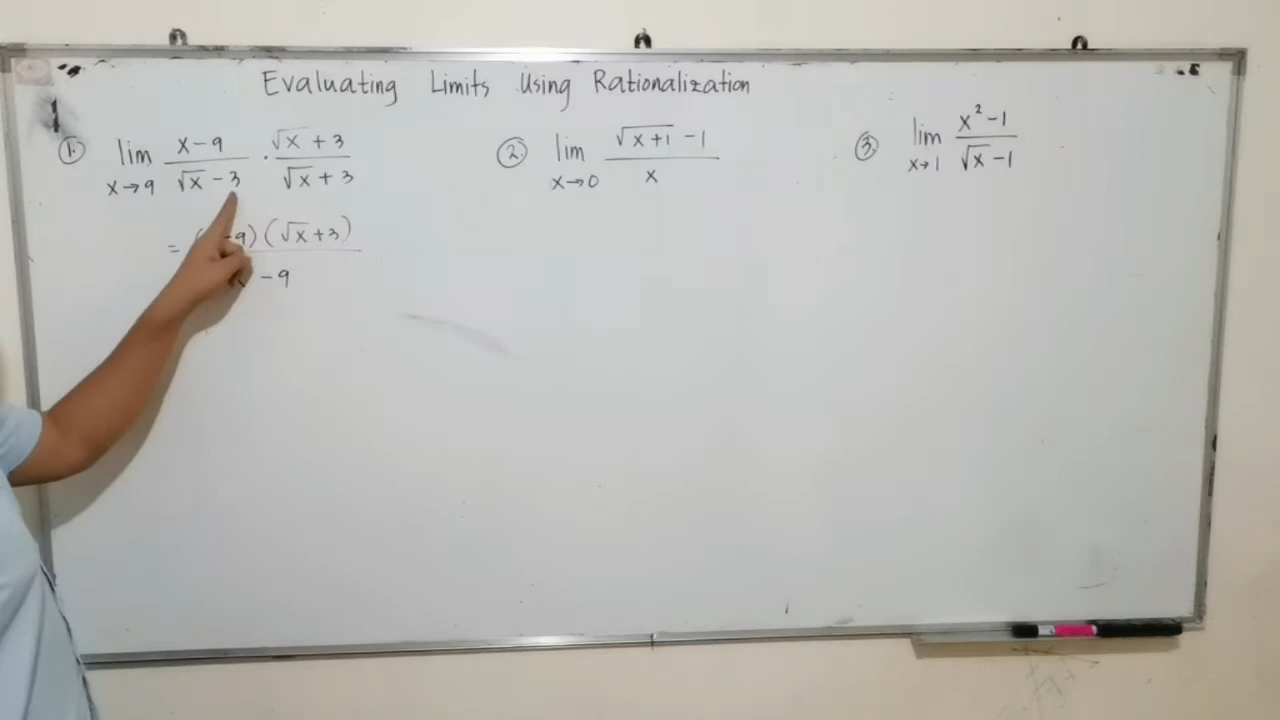 Evaluating Limits Using Rationalization
1. lim x→9 (x-9)/(√x - 3) · (√x + 3)/(√x + 3)
= -9)(√x+3)
-9
2. lim x→0 (√(x+1) - 1)/x
3. lim x→1 (x² - 1)/(√x - 1)